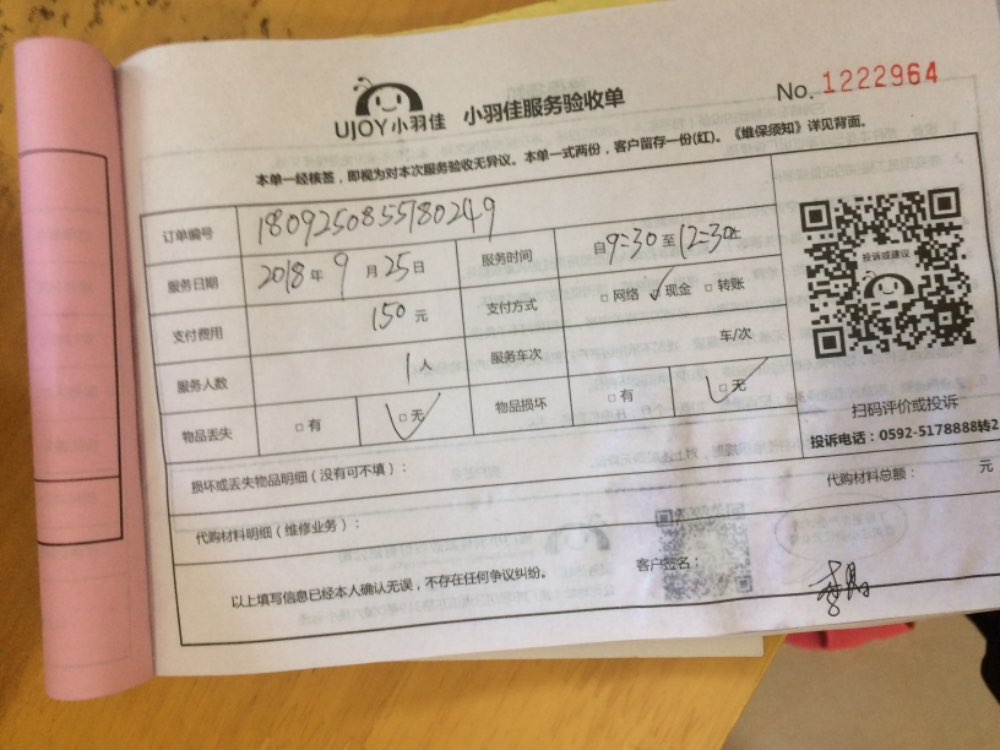 UJOY小羽佳 小羽佳服务验收单
No. 1222964
本单一经核签，即视为对本次服务验收无异议。本单一式两份，客户留存一份(红)。《维保须知》详见背面。
订单编号 1809250855180249
服务日期 2018年9月25日 服务时间 自9:30至12:30止
支付费用 150元 支付方式 □网络 ✓现金 □转账
服务人数 1人 服务车次 车/次
物品丢失 □有 □无 物品损坏 □有 □无
投诉或建议
扫码评价或投诉
投诉电话：0592-5178888转2
损坏或丢失物品明细（没有可不填）：
代购材料明细（维修业务）： 代购材料总额： 元
以上填写信息已经本人确认无误，不存在任何争议纠纷。 客户签名：